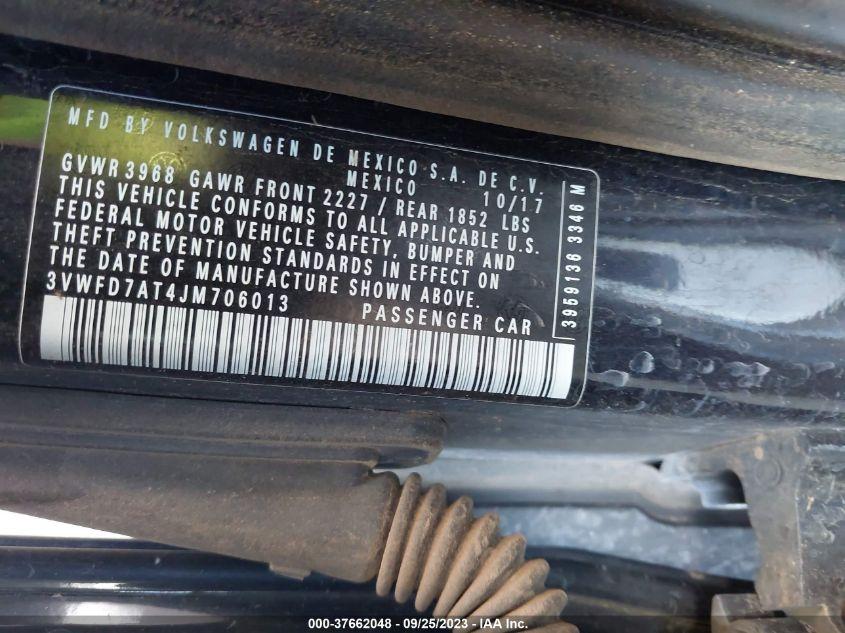 MFD BY VOLKSWAGEN DE MEXICO S.A. DE C.V.
MEXICO 10/17
GVWR 3968 GAWR FRONT 2227 / REAR 1852 LBS
THIS VEHICLE CONFORMS TO ALL APPLICABLE U.S.
FEDERAL MOTOR VEHICLE SAFETY, BUMPER AND
THEFT PREVENTION STANDARDS IN EFFECT ON
THE DATE OF MANUFACTURE SHOWN ABOVE.
3VWFD7AT4JM706013 PASSENGER CAR
3959136 3346 M
000-37662048 - 09/25/2023 - IAA Inc.